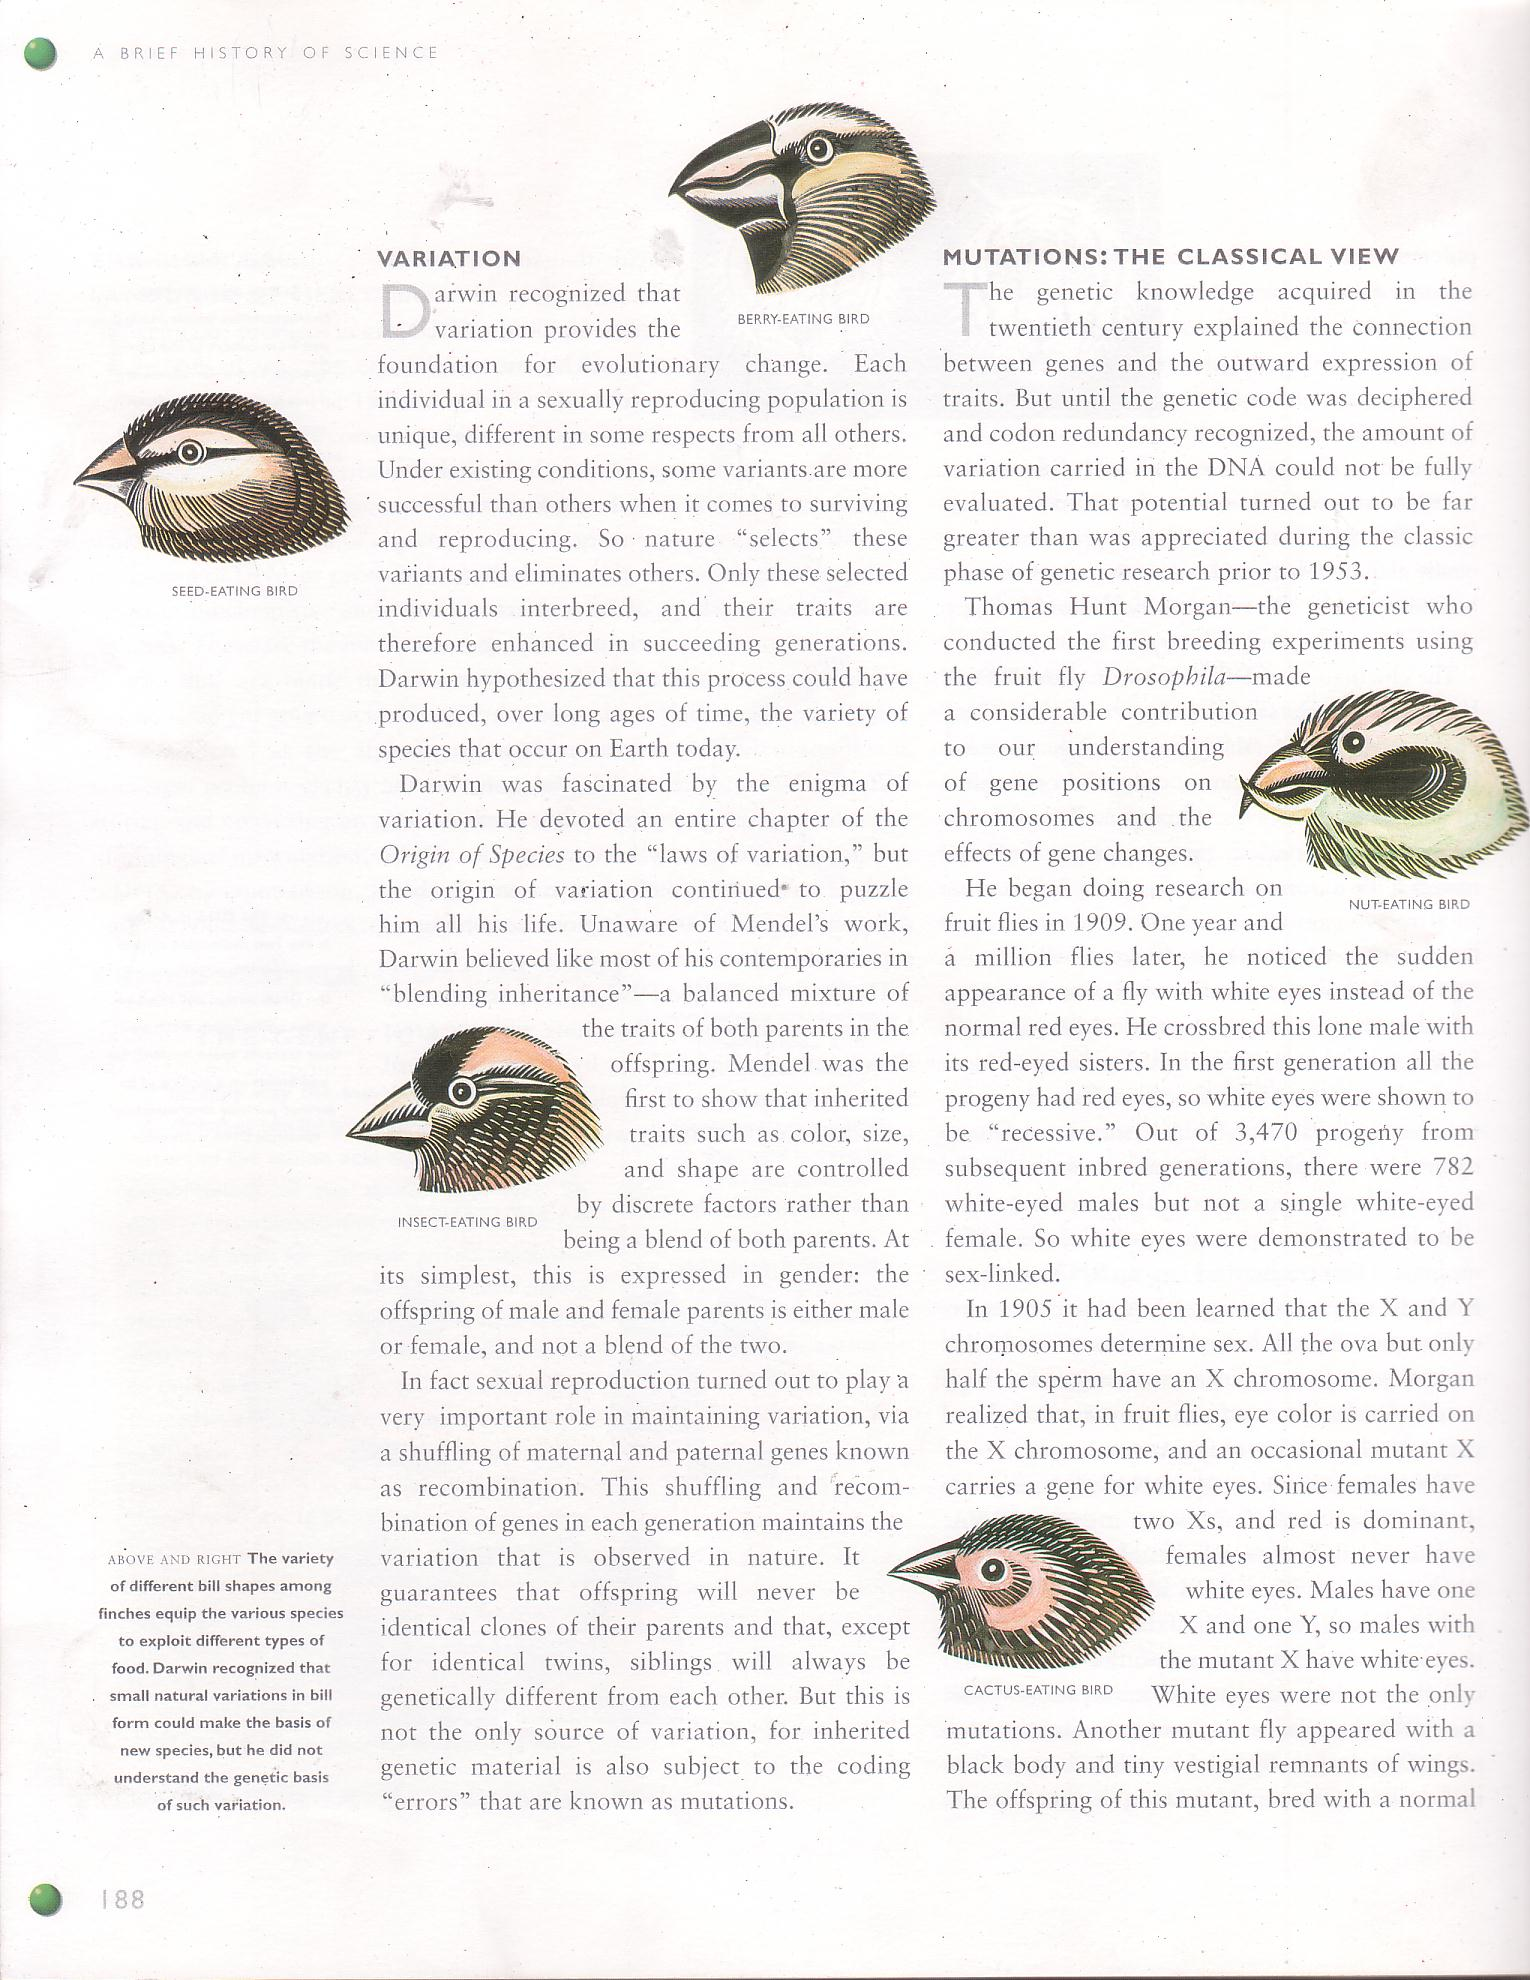 A BRIEF HISTORY OF SCIENCE
BERRY-EATING BIRD
SEED-EATING BIRD
VARIATION
Darwin recognized that
variation provides the
foundation for evolutionary change. Each
individual in a sexually reproducing population is
unique, different in some respects from all others.
Under existing conditions, some variants are more
successful than others when it comes to surviving
and reproducing. So nature “selects” these
variants and eliminates others. Only these selected
individuals interbreed, and their traits are
therefore enhanced in succeeding generations.
Darwin hypothesized that this process could have
produced, over long ages of time, the variety of
species that occur on Earth today.
Darwin was fascinated by the enigma of
variation. He devoted an entire chapter of the
Origin of Species to the “laws of variation,” but
the origin of variation continued to puzzle
him all his life. Unaware of Mendel’s work,
Darwin believed like most of his contemporaries in
“blending inheritance”—a balanced mixture of
the traits of both parents in the
offspring. Mendel was the
first to show that inherited
traits such as color, size,
and shape are controlled
by discrete factors rather than
being a blend of both parents. At
its simplest, this is expressed in gender: the
offspring of male and female parents is either male
or female, and not a blend of the two.
In fact sexual reproduction turned out to play a
very important role in maintaining variation, via
a shuffling of maternal and paternal genes known
as recombination. This shuffling and recom-
bination of genes in each generation maintains the
variation that is observed in nature. It
guarantees that offspring will never be
identical clones of their parents and that, except
for identical twins, siblings will always be
genetically different from each other. But this is
not the only source of variation, for inherited
genetic material is also subject to the coding
“errors” that are known as mutations.
INSECT-EATING BIRD
MUTATIONS: THE CLASSICAL VIEW
The genetic knowledge acquired in the
twentieth century explained the connection
between genes and the outward expression of
traits. But until the genetic code was deciphered
and codon redundancy recognized, the amount of
variation carried in the DNA could not be fully
evaluated. That potential turned out to be far
greater than was appreciated during the classic
phase of genetic research prior to 1953.
Thomas Hunt Morgan—the geneticist who
conducted the first breeding experiments using
the fruit fly Drosophila—made
a considerable contribution
to our understanding
of gene positions on
chromosomes and the
effects of gene changes.
He began doing research on
fruit flies in 1909. One year and
a million flies later, he noticed the sudden
appearance of a fly with white eyes instead of the
normal red eyes. He crossbred this lone male with
its red-eyed sisters. In the first generation all the
progeny had red eyes, so white eyes were shown to
be “recessive.” Out of 3,470 progeny from
subsequent inbred generations, there were 782
white-eyed males but not a single white-eyed
female. So white eyes were demonstrated to be
sex-linked.
In 1905 it had been learned that the X and Y
chromosomes determine sex. All the ova but only
half the sperm have an X chromosome. Morgan
realized that, in fruit flies, eye color is carried on
the X chromosome, and an occasional mutant X
carries a gene for white eyes. Since females have
two Xs, and red is dominant,
females almost never have
white eyes. Males have one
X and one Y, so males with
the mutant X have white eyes.
White eyes were not the only
mutations. Another mutant fly appeared with a
black body and tiny vestigial remnants of wings.
The offspring of this mutant, bred with a normal
NUT-EATING BIRD
CACTUS-EATING BIRD
ABOVE AND RIGHT The variety
of different bill shapes among
finches equip the various species
to exploit different types of
food. Darwin recognized that
small natural variations in bill
form could make the basis of
new species, but he did not
understand the genetic basis
of such variation.
188